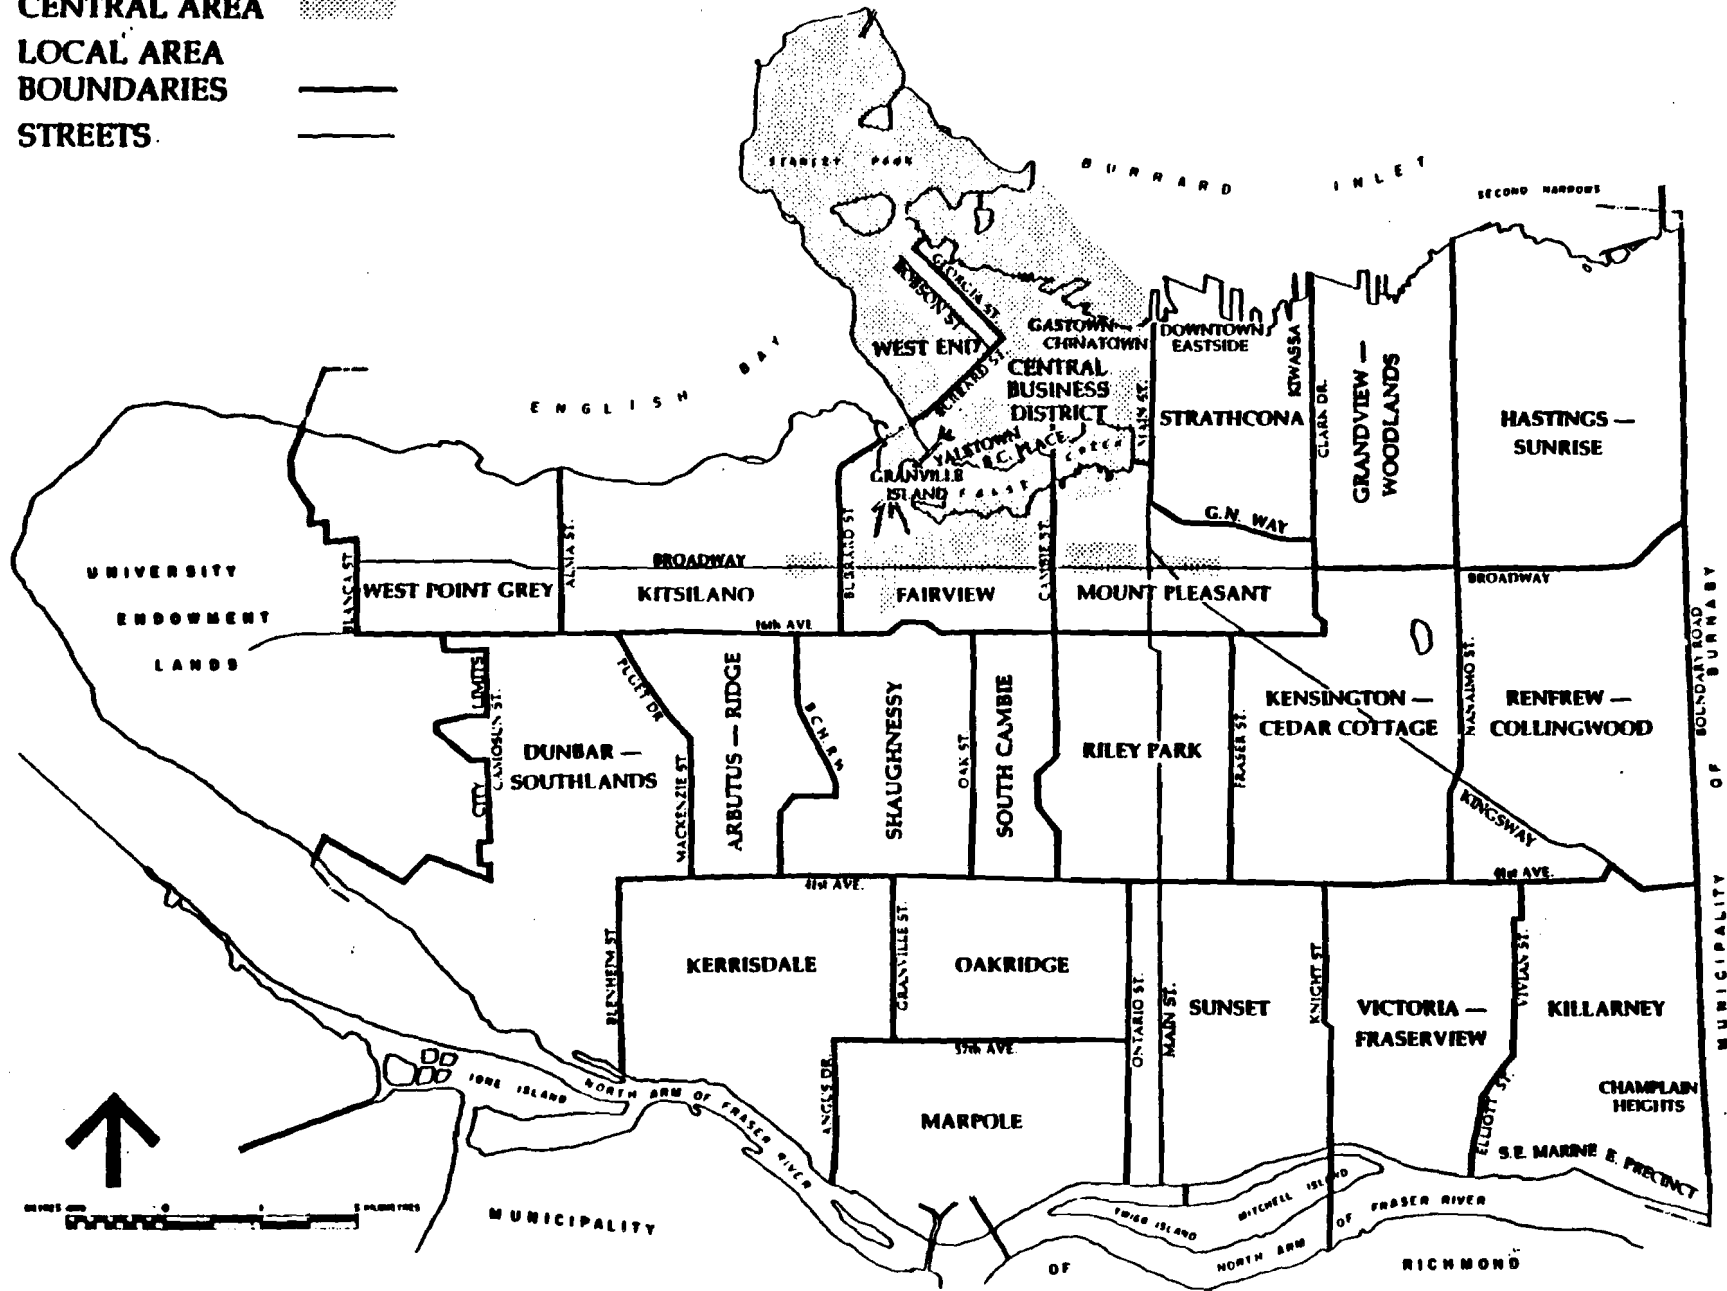 CENTRAL AREA
LOCAL AREA
BOUNDARIES
STREETS
STANLEY PARK
BURRARD INLET
SECOND NARROWS
GEORGIA ST.
ROBSON ST
WEST END
BURRARD ST.
GASTOWN —
CHINATOWN
DOWNTOWN
EASTSIDE
KIWASSA
CENTRAL
BUSINESS
DISTRICT
MAIN ST.
STRATHCONA
CLARK DR.
GRANDVIEW —
WOODLANDS
HASTINGS —
SUNRISE
ENGLISH BAY
YALETOWN
B.C. PLACE
FALSE CREEK
GRANVILLE
ISLAND
G.N. WAY
UNIVERSITY
ENDOWMENT
LANDS
BLANCA ST
WEST POINT GREY
ALMA ST.
BROADWAY
KITSILANO
BURRARD ST
FAIRVIEW
CAMBIE ST.
MOUNT PLEASANT
BROADWAY
16th AVE
CITY LIMITS
CAMOSUN ST.
DUNBAR —
SOUTHLANDS
PUGET DR
MACKENZIE ST.
ARBUTUS — RIDGE
B.C.H. R/W
SHAUGHNESSY
OAK ST.
SOUTH CAMBIE
RILEY PARK
FRASER ST.
KENSINGTON —
CEDAR COTTAGE
NANAIMO ST.
RENFREW —
COLLINGWOOD
KINGSWAY
BOUNDARY ROAD
MUNICIPALITY OF BURNABY
41st AVE.
41st AVE.
BLENHEIM ST.
KERRISDALE
GRANVILLE ST.
OAKRIDGE
57th AVE.
ANGUS DR.
MARPOLE
ONTARIO ST.
MAIN ST.
SUNSET
KNIGHT ST
VICTORIA —
FRASERVIEW
VIVIAN ST.
ELLIOTT ST.
KILLARNEY
CHAMPLAIN
HEIGHTS
S.E. MARINE E. PRECINCT
IONE ISLAND
NORTH ARM OF FRASER RIVER
TWIGG ISLAND
MITCHELL ISLAND
NORTH ARM OF FRASER RIVER
MUNICIPALITY OF RICHMOND